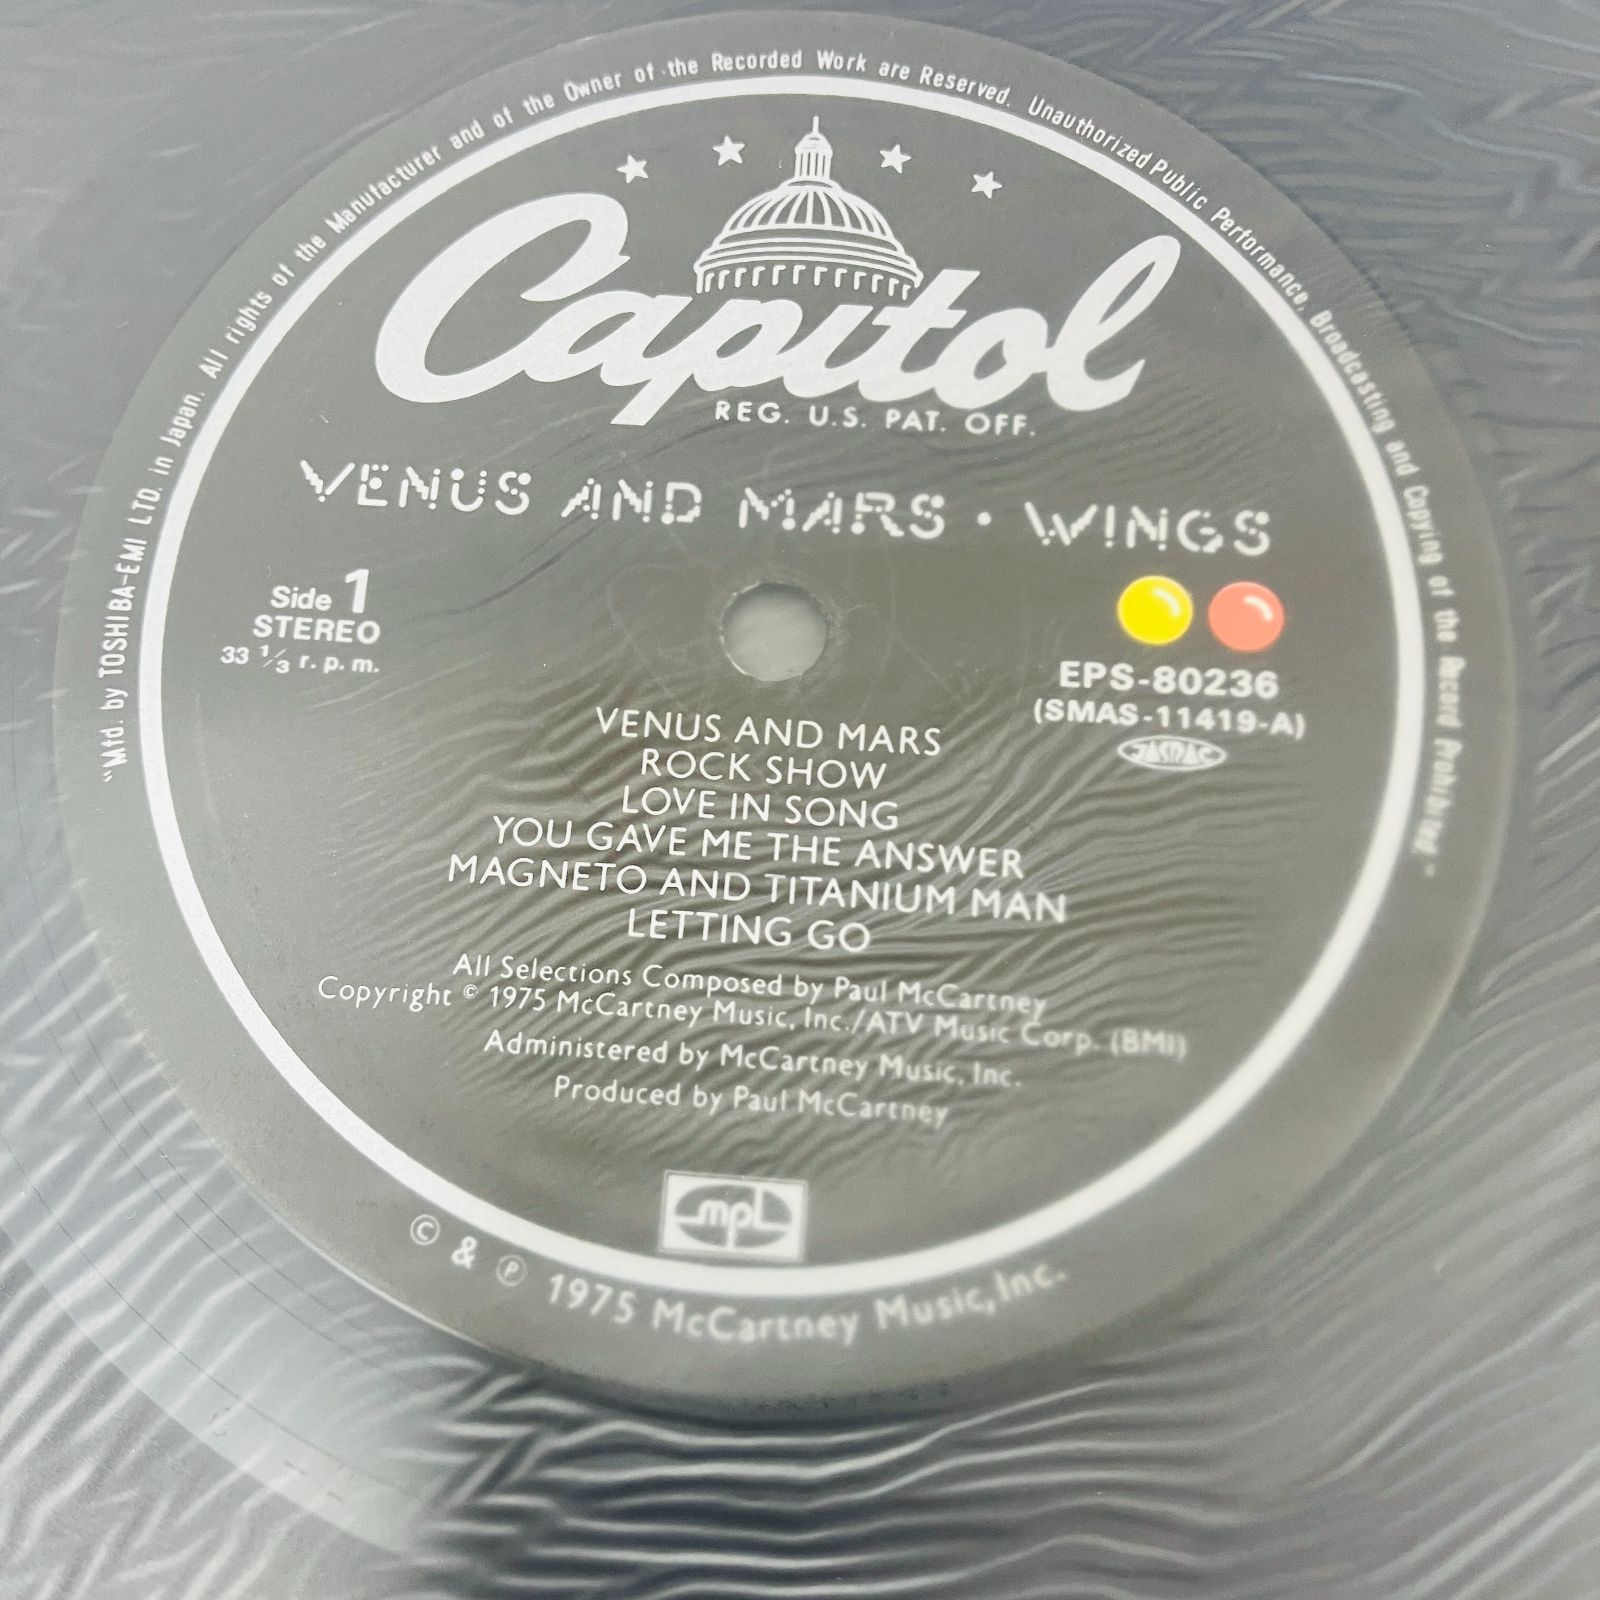 "Mfd. by TOSHIBA-EMI LTD. in Japan. All rights of the Manufacturer and of the Owner of the Recorded Work are Reserved. Unauthorized Public Performance, Broadcasting and Copying of the Record Prohibited."
Capitol
REG. U.S. PAT. OFF.
VENUS AND MARS · WINGS
Side 1
STEREO
33 1/3 r.p.m.
EPS-80236
(SMAS-11419-A)
JASRAC
VENUS AND MARS
ROCK SHOW
LOVE IN SONG
YOU GAVE ME THE ANSWER
MAGNETO AND TITANIUM MAN
LETTING GO
All Selections Composed by Paul McCartney
Copyright © 1975 McCartney Music, Inc./ATV Music Corp. (BMI)
Administered by McCartney Music, Inc.
Produced by Paul McCartney
mpl
© & ℗ 1975 McCartney Music, Inc.